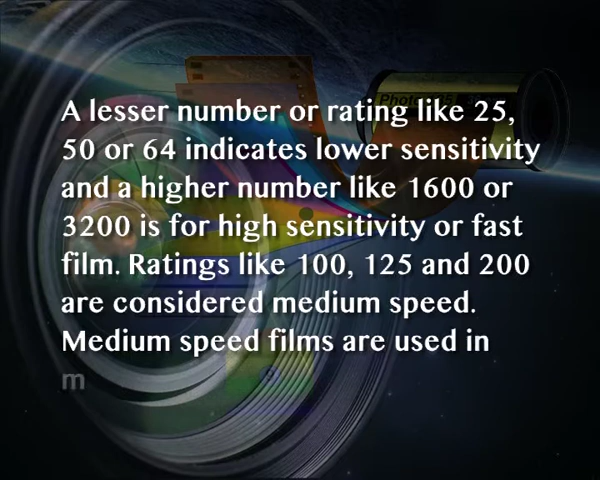 A lesser number or rating like 25,
50 or 64 indicates lower sensitivity
and a higher number like 1600 or
3200 is for high sensitivity or fast
film. Ratings like 100, 125 and 200
are considered medium speed.
Medium speed films are used in
m